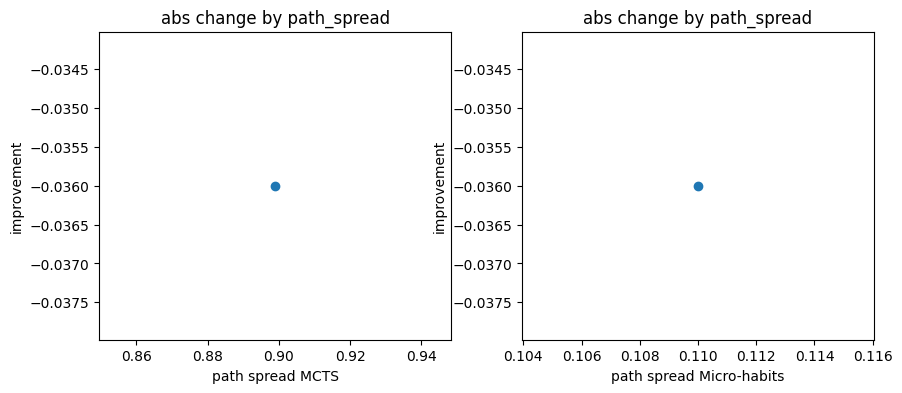 abs change by path_spread
improvement
−0.0345
−0.0350
−0.0355
−0.0360
−0.0365
−0.0370
−0.0375
0.86 0.88 0.90 0.92 0.94
path spread MCTS
abs change by path_spread
improvement
−0.0345
−0.0350
−0.0355
−0.0360
−0.0365
−0.0370
−0.0375
0.104 0.106 0.108 0.110 0.112 0.114 0.116
path spread Micro-habits